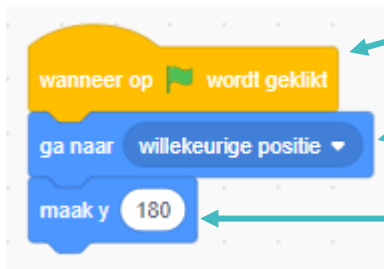 wanneer op wordt geklikt
ga naar willekeurige positie
maak y 180